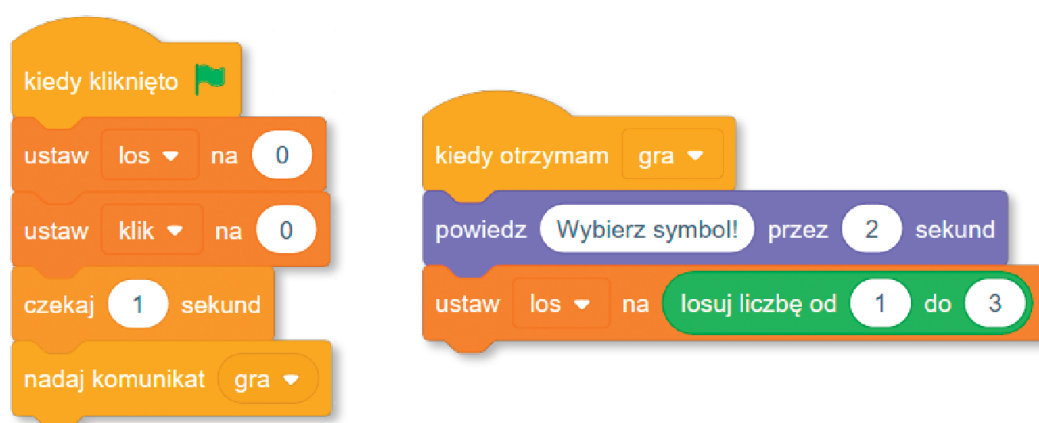 kiedy kliknięto
ustaw los na 0
ustaw klik na 0
czekaj 1 sekund
nadaj komunikat gra
kiedy otrzymam gra
powiedz Wybierz symbol! przez 2 sekund
ustaw los na losuj liczbę od 1 do 3